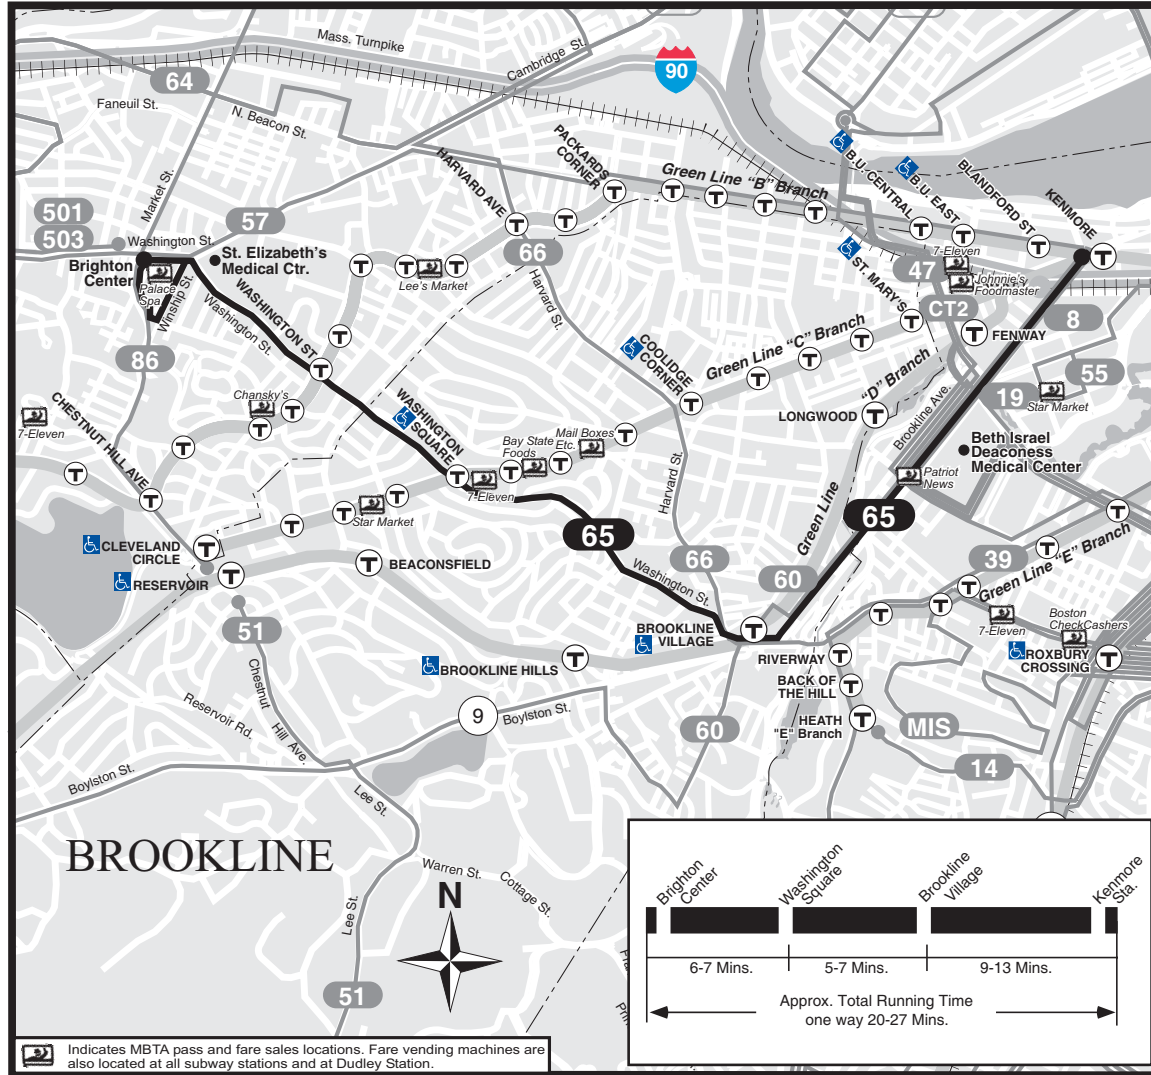 Mass. Turnpike
Cambridge St.
90
64
Faneuil St.
N. Beacon St.
Market St.
HARVARD AVE
PACKARDS
CORNER
Green Line "B" Branch
B.U. CENTRAL
B.U. EAST
BLANDFORD ST
KENMORE
501
503
57
Washington St.
St. Elizabeth's
Medical Ctr.
Brighton
Center
Palace
Spa
Winship St.
66
Harvard St.
Lee's Market
ST. MARY'S
47
7-Eleven
Johnnie's
Foodmaster
CT2
8
FENWAY
WASHINGTON ST
Washington St.
86
COOLIDGE
CORNER
Green Line "C" Branch
"D" Branch
LONGWOOD
Brookline Ave.
19
55
Star Market
Chansky's
CHESTNUT HILL AVE
7-Eleven
WASHINGTON
SQUARE
Bay State
Foods
Mail Boxes
Etc.
7-Eleven
Harvard St.
Beth Israel
Deaconess
Medical Center
Patriot
News
Star Market
65
65
Green Line
CLEVELAND
CIRCLE
RESERVOIR
BEACONSFIELD
66
60
39
Green Line "E" Branch
Washington St.
51
BROOKLINE
VILLAGE
7-Eleven
Boston
CheckCashers
ROXBURY
CROSSING
BROOKLINE HILLS
RIVERWAY
BACK OF
THE HILL
HEATH
"E" Branch
Chestnut
Hill Ave.
Reservoir Rd.
9
Boylston St.
60
MIS
14
Boylston St.
Lee St.
BROOKLINE
Warren St.
Cottage St.
Lee St.
N
51
Brighton
Center
Washington
Square
Brookline
Village
Kenmore
Sta.
6-7 Mins.
5-7 Mins.
9-13 Mins.
Approx. Total Running Time
one way 20-27 Mins.
Indicates MBTA pass and fare sales locations. Fare vending machines are
also located at all subway stations and at Dudley Station.